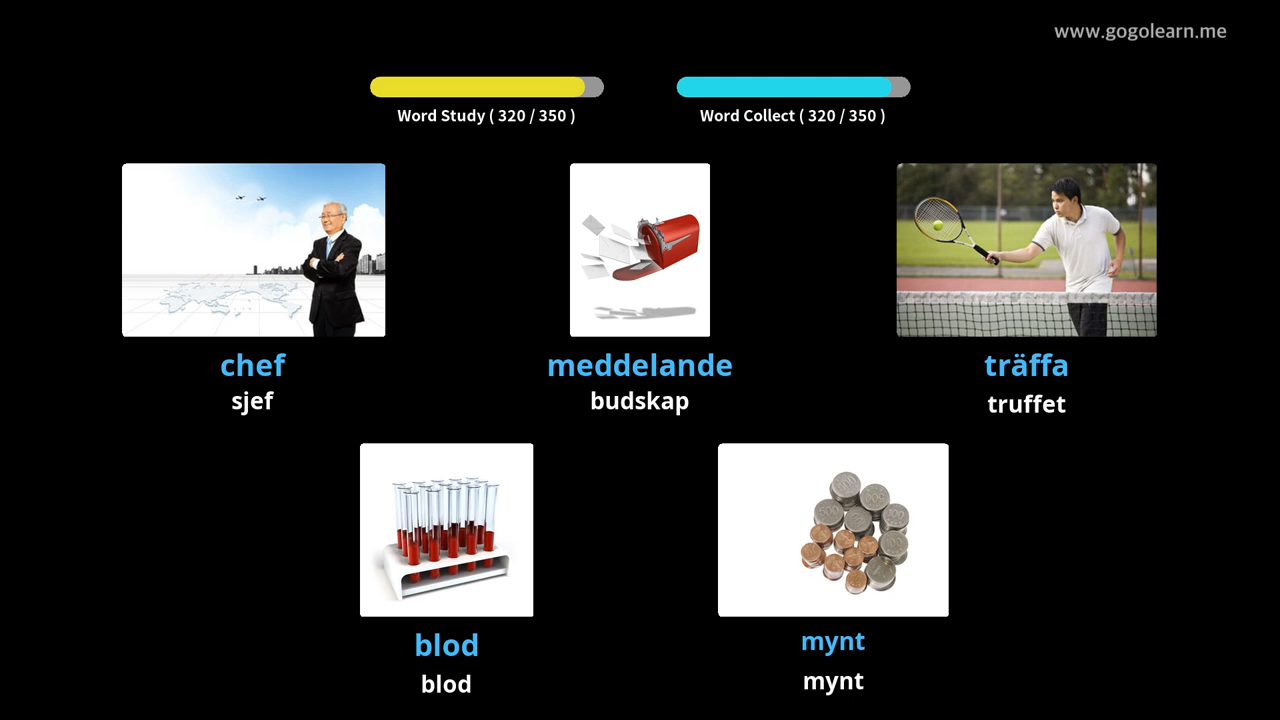 www.gogolearn.me
Word Study ( 320 / 350 )
Word Collect ( 320 / 350 )
chef
sjef
meddelande
budskap
träffa
truffet
blod
blod
mynt
mynt